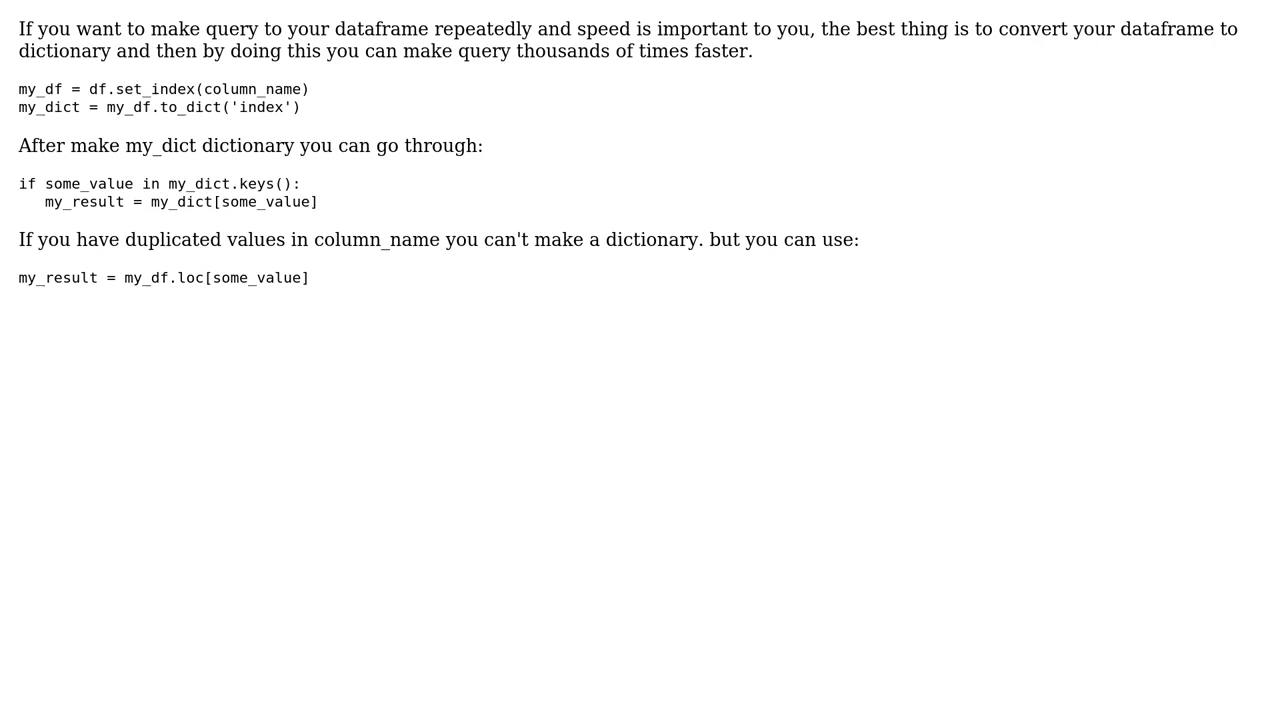 If you want to make query to your dataframe repeatedly and speed is important to you, the best thing is to convert your dataframe to
dictionary and then by doing this you can make query thousands of times faster.
my_df = df.set_index(column_name)
my_dict = my_df.to_dict('index')
After make my_dict dictionary you can go through:
if some_value in my_dict.keys():
   my_result = my_dict[some_value]
If you have duplicated values in column_name you can't make a dictionary. but you can use:
my_result = my_df.loc[some_value]